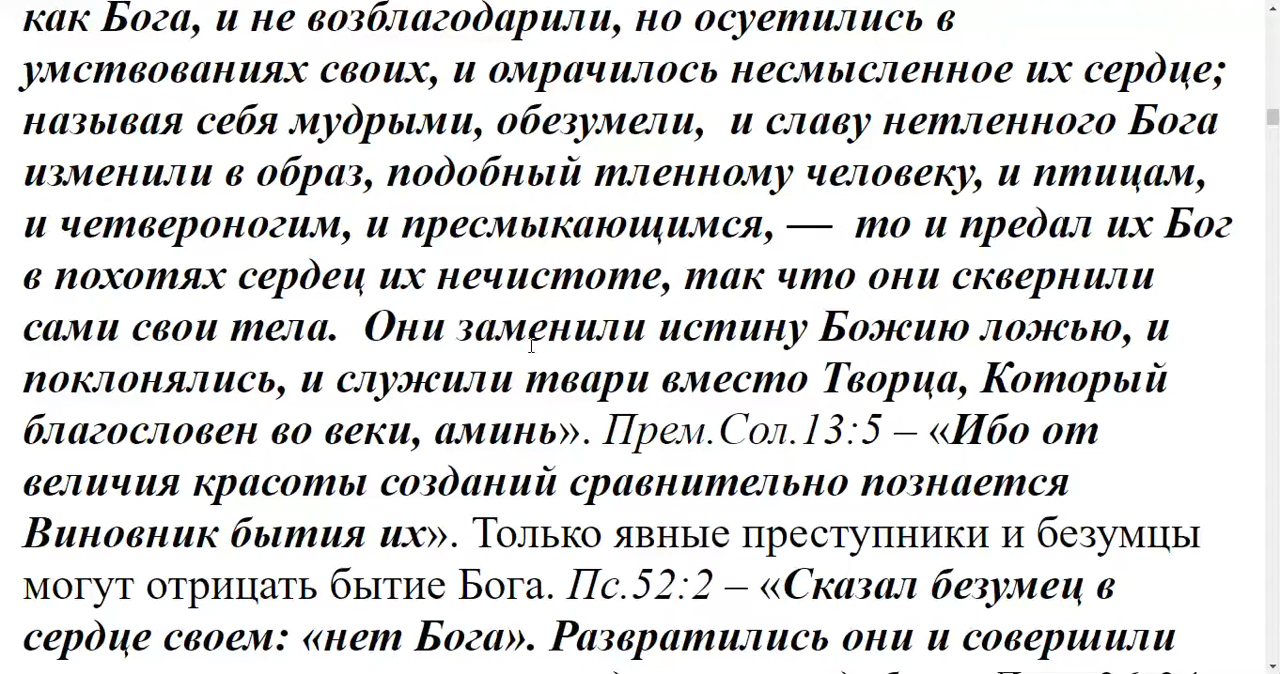 как Бога, и не возблагодарили, но осуетились в
умствованиях своих, и омрачилось несмысленное их сердце;
называя себя мудрыми, обезумели,  и славу нетленного Бога
изменили в образ, подобный тленному человеку, и птицам,
и четвероногим, и пресмыкающимся, —  то и предал их Бог
в похотях сердец их нечистоте, так что они сквернили
сами свои тела.  Они заменили истину Божию ложью, и
поклонялись, и служили твари вместо Творца, Который
благословен во веки, аминь». Прем.Сол.13:5 – «Ибо от
величия красоты созданий сравнительно познается
Виновник бытия их». Только явные преступники и безумцы
могут отрицать бытие Бога. Пс.52:2 – «Сказал безумец в
сердце своем: «нет Бога». Развратились они и совершили